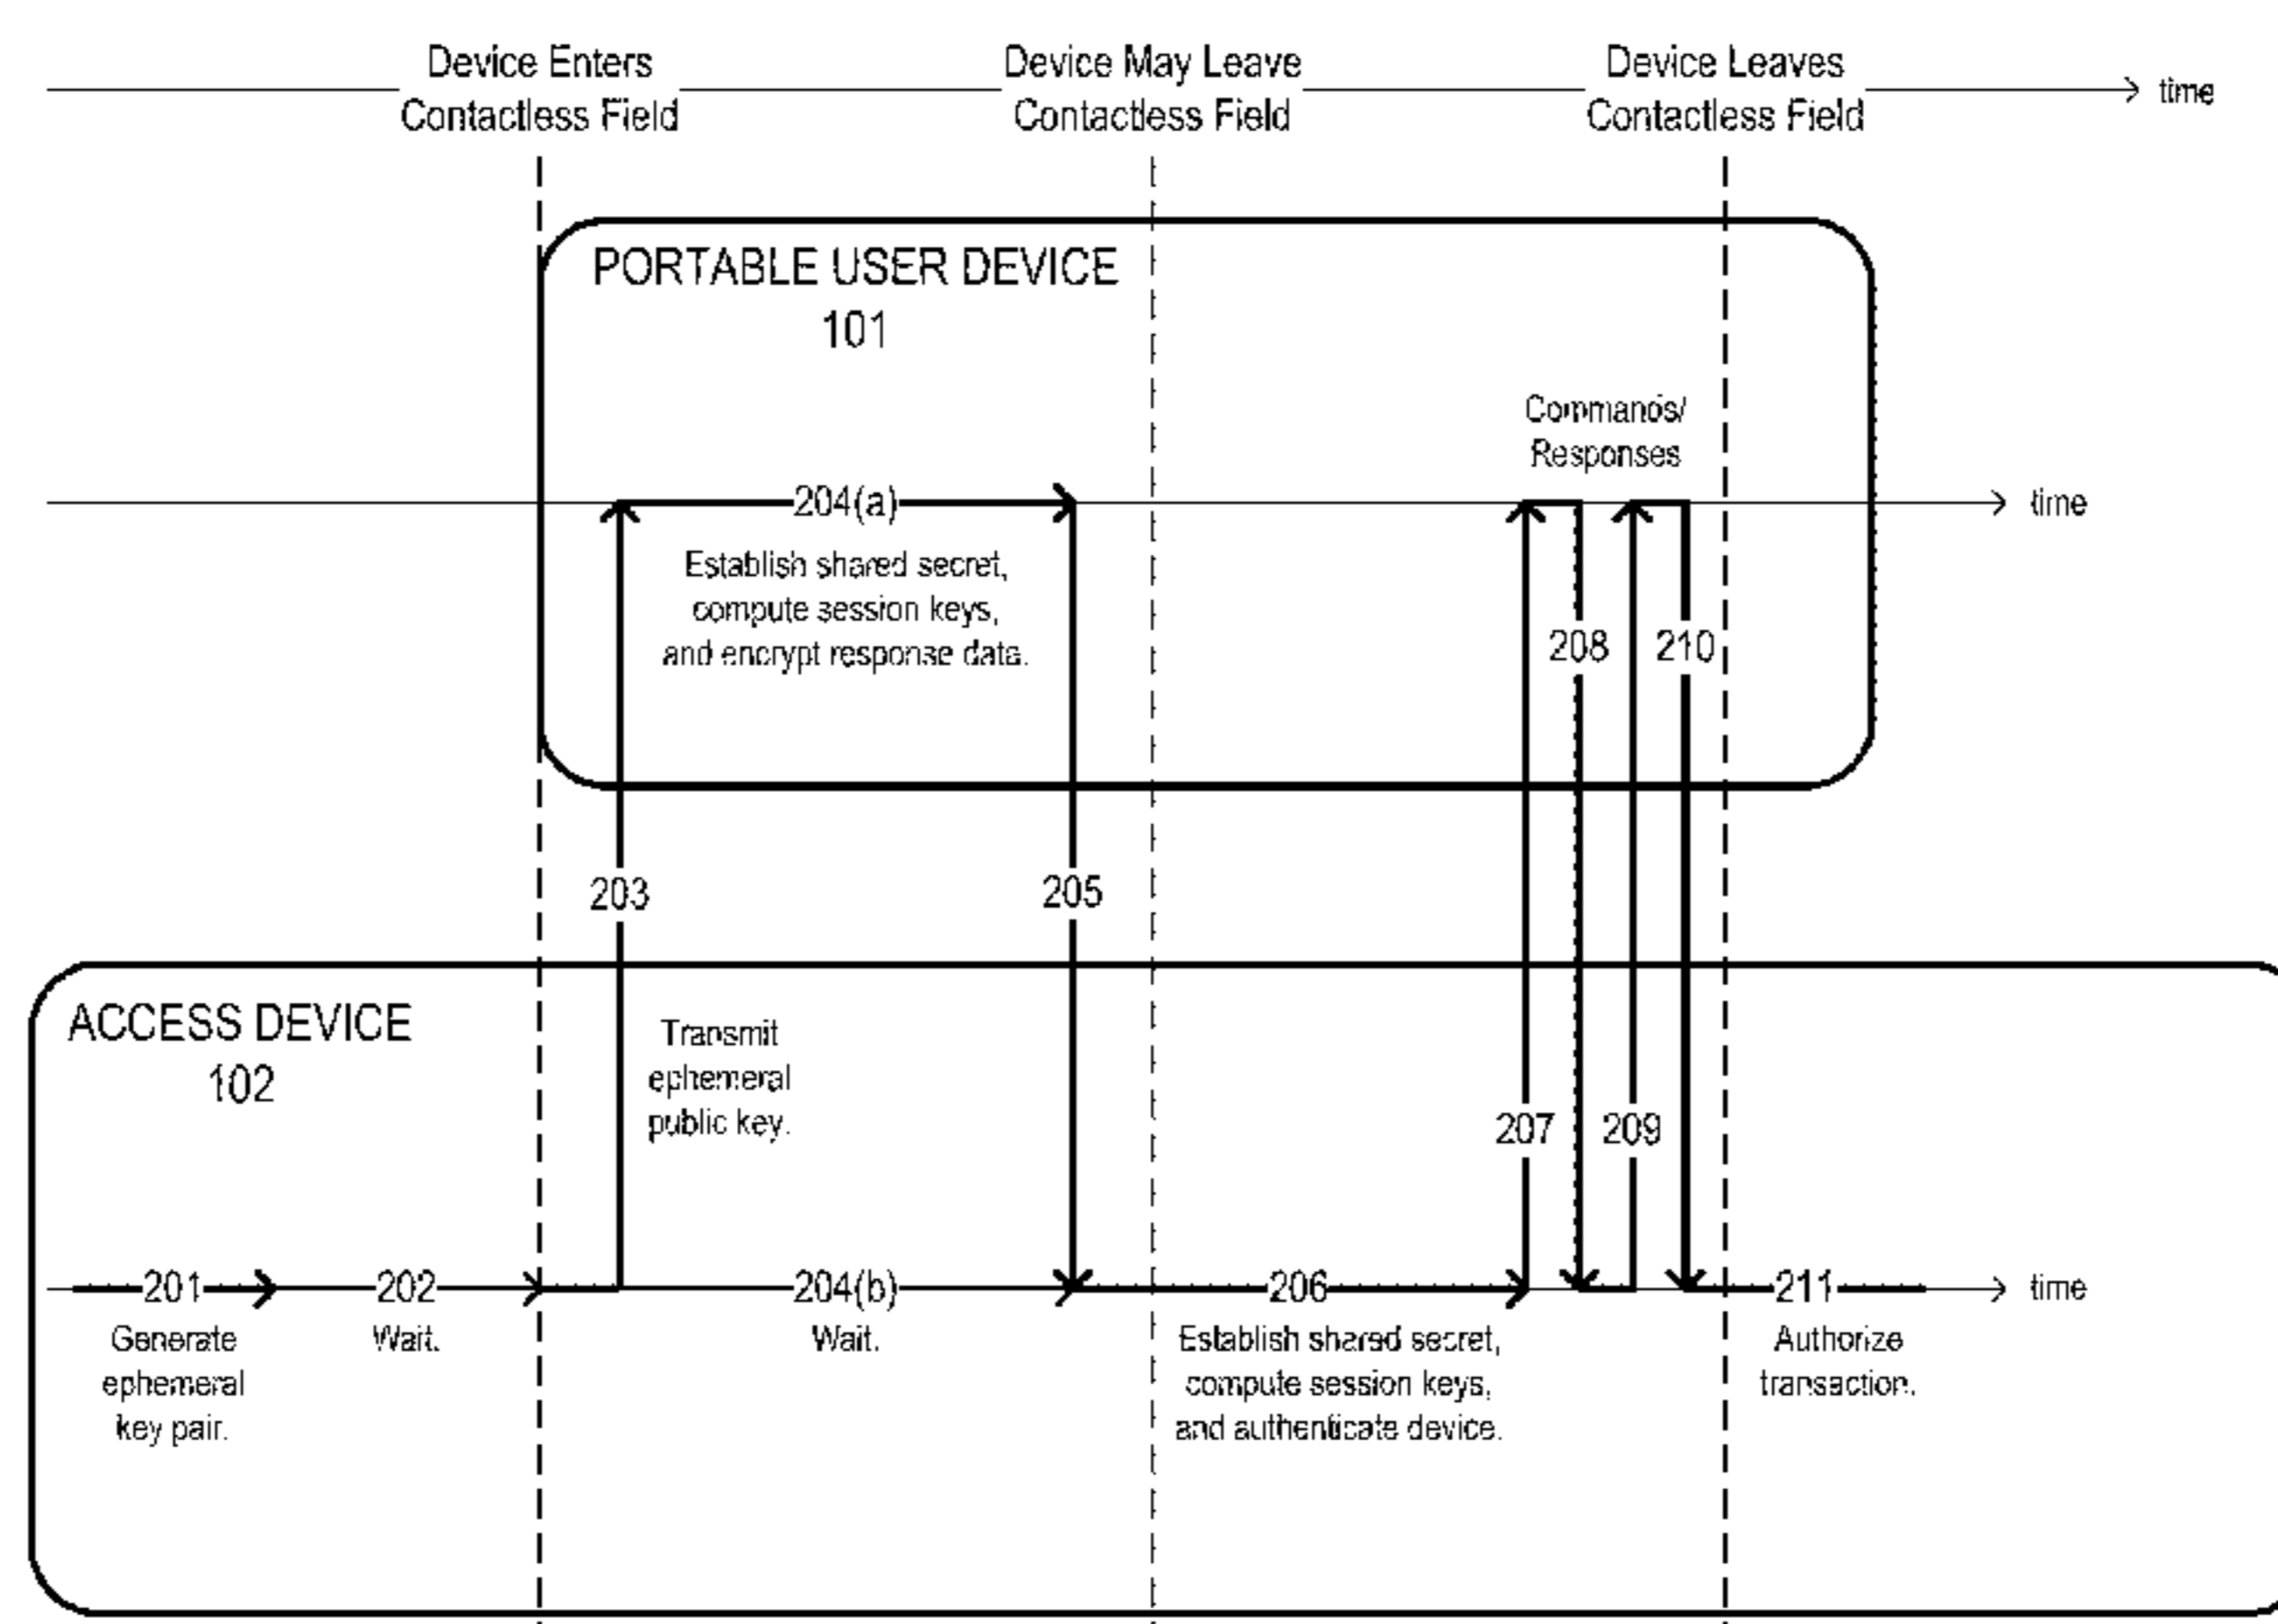 Device Enters
Contactless Field
Device May Leave
Contactless Field
Device Leaves
Contactless Field
time
PORTABLE USER DEVICE
101
Commands/
Responses
204(a)
time
Establish shared secret,
compute session keys,
and encrypt response data.
208
210
203
205
ACCESS DEVICE
102
Transmit
ephemeral
public key.
207
209
201
202
204(b)
206
211
time
Generate
ephemeral
key pair.
Wait.
Wait.
Establish shared secret,
compute session keys,
and authenticate device.
Authorize
transaction.